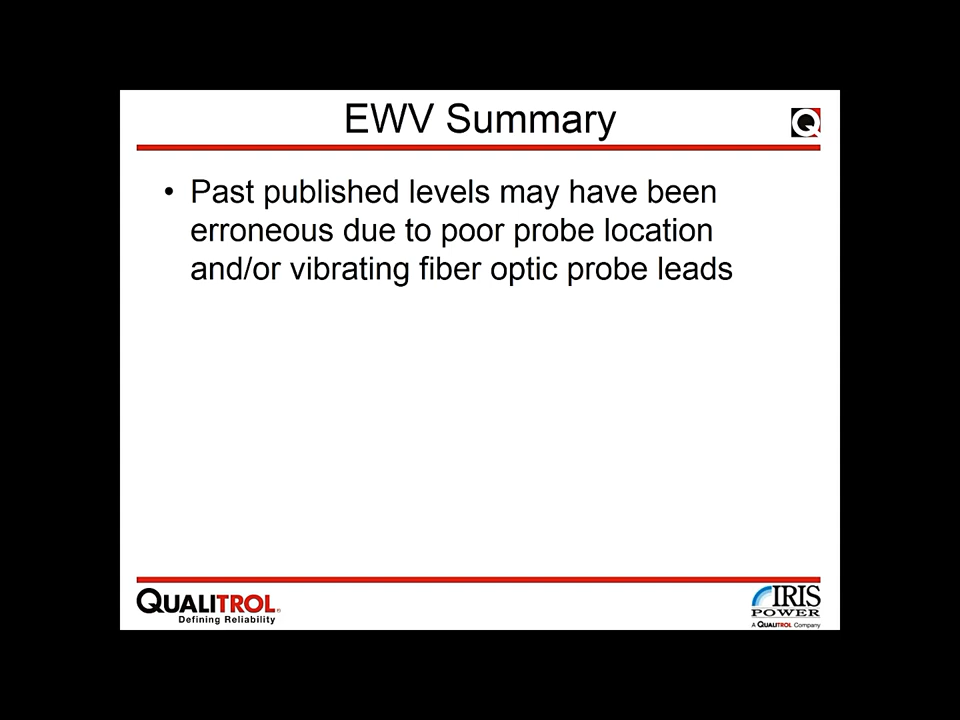 EWV Summary
Q
• Past published levels may have been
erroneous due to poor probe location
and/or vibrating fiber optic probe leads
QUALITROL®
Defining Reliability
IRIS
POWER
A QUALITROL Company